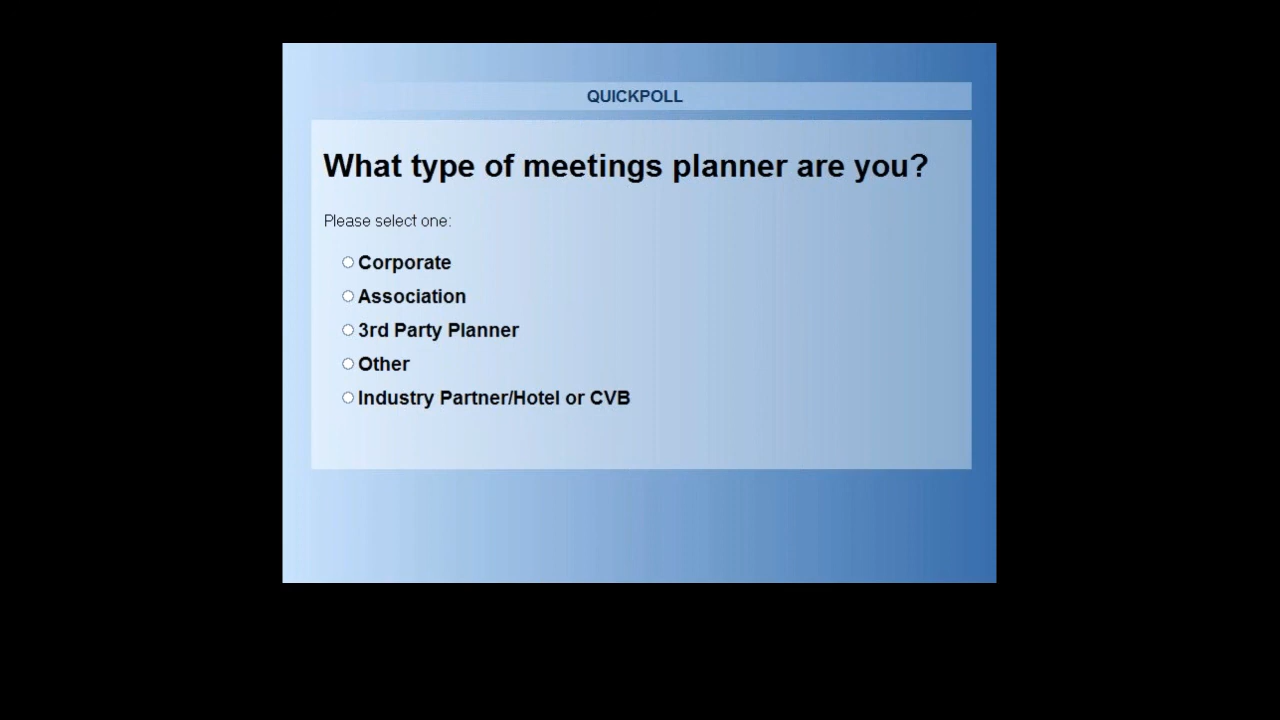 QUICKPOLL
What type of meetings planner are you?
Please select one:
Corporate
Association
3rd Party Planner
Other
Industry Partner/Hotel or CVB